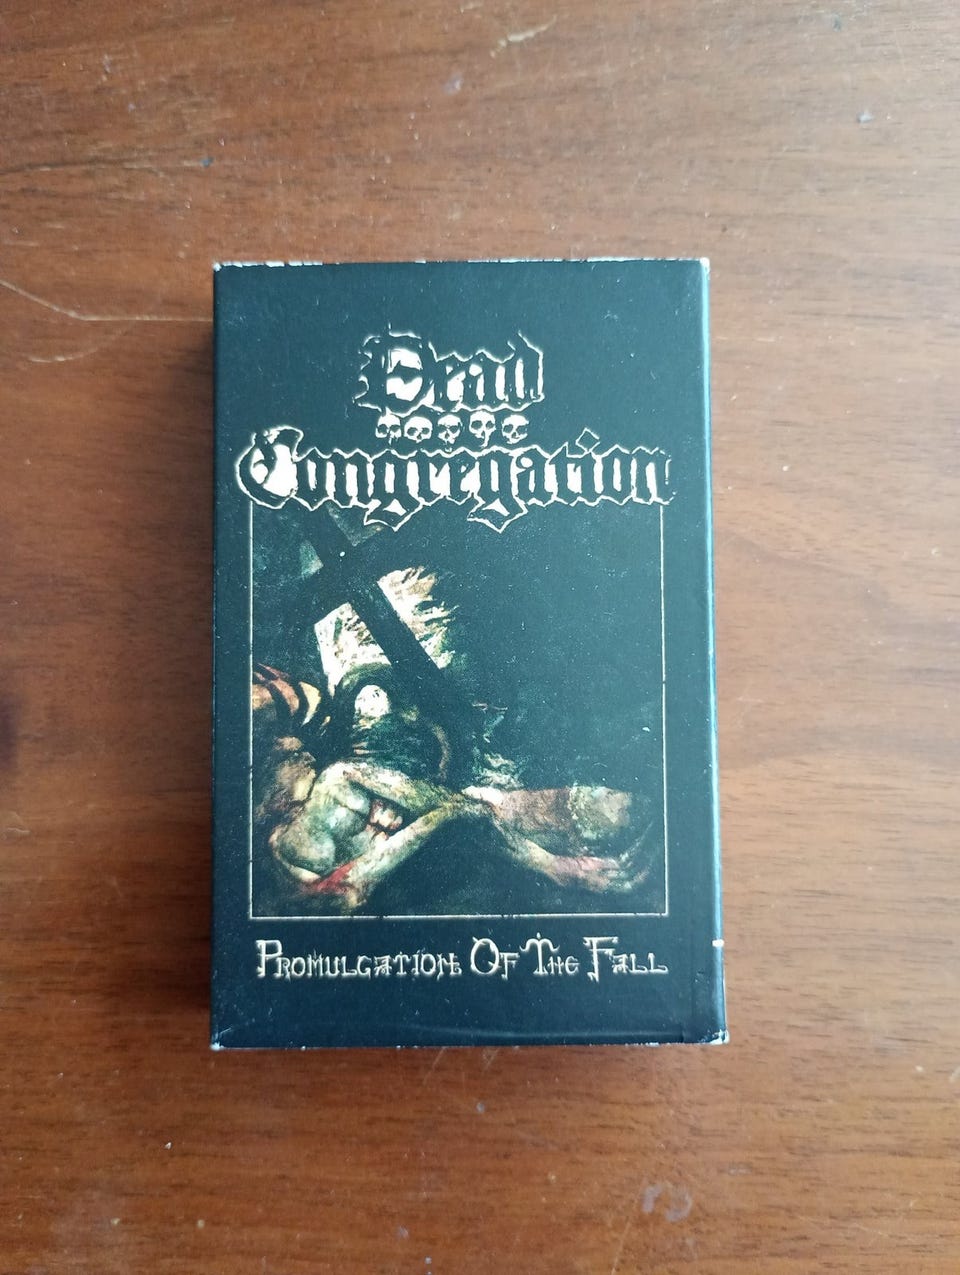 Dead
Congregation
Promulgation Of The Fall